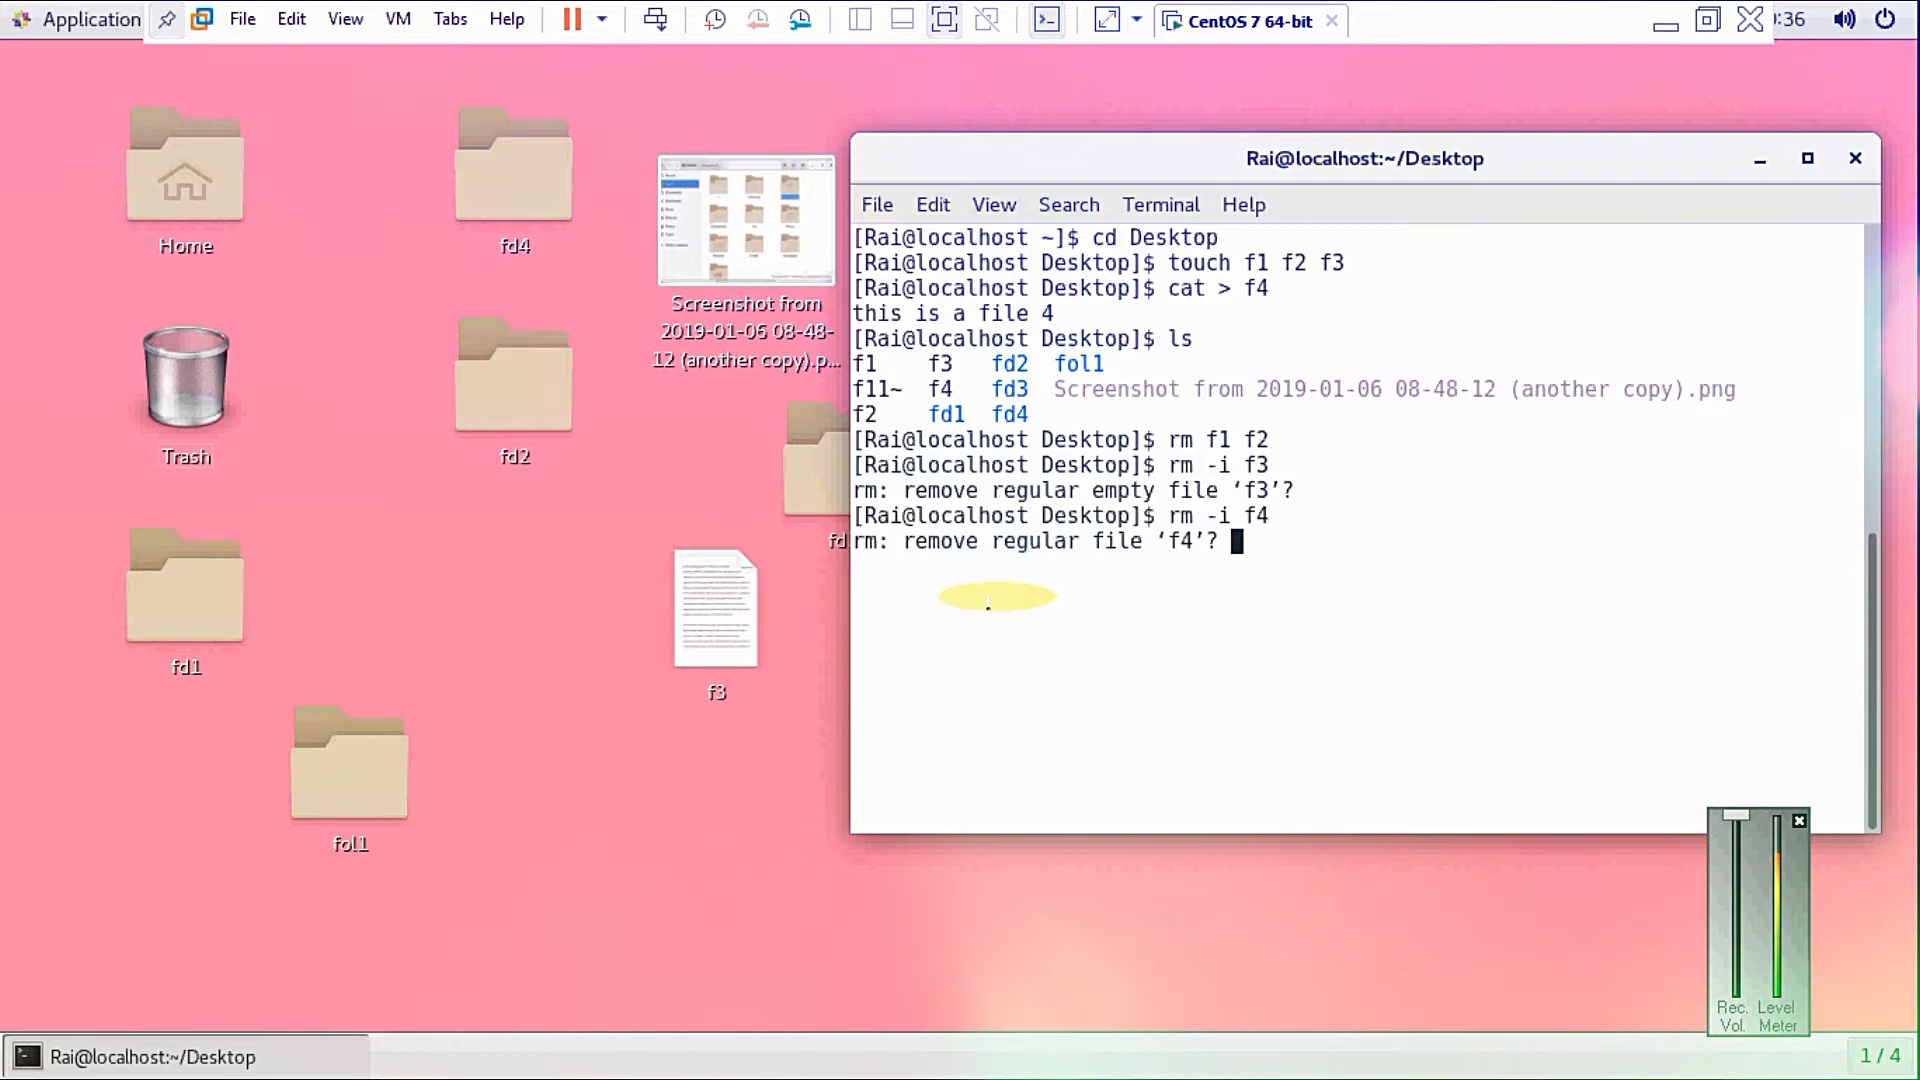 Application File Edit View VM Tabs Help CentOS 7 64-bit :36
Home
fd4
Screenshot from
2019-01-06 08-48-
12 (another copy).p...
Trash
fd2
fd
fd1
f3
fol1
Rai@localhost:~/Desktop
File Edit View Search Terminal Help
[Rai@localhost ~]$ cd Desktop
[Rai@localhost Desktop]$ touch f1 f2 f3
[Rai@localhost Desktop]$ cat > f4
this is a file 4
[Rai@localhost Desktop]$ ls
f1 f3 fd2 fol1
f11~ f4 fd3 Screenshot from 2019-01-06 08-48-12 (another copy).png
f2 fd1 fd4
[Rai@localhost Desktop]$ rm f1 f2
[Rai@localhost Desktop]$ rm -i f3
rm: remove regular empty file ‘f3’?
[Rai@localhost Desktop]$ rm -i f4
rm: remove regular file ‘f4’?
Rec. Level
Vol. Meter
Rai@localhost:~/Desktop
1 / 4